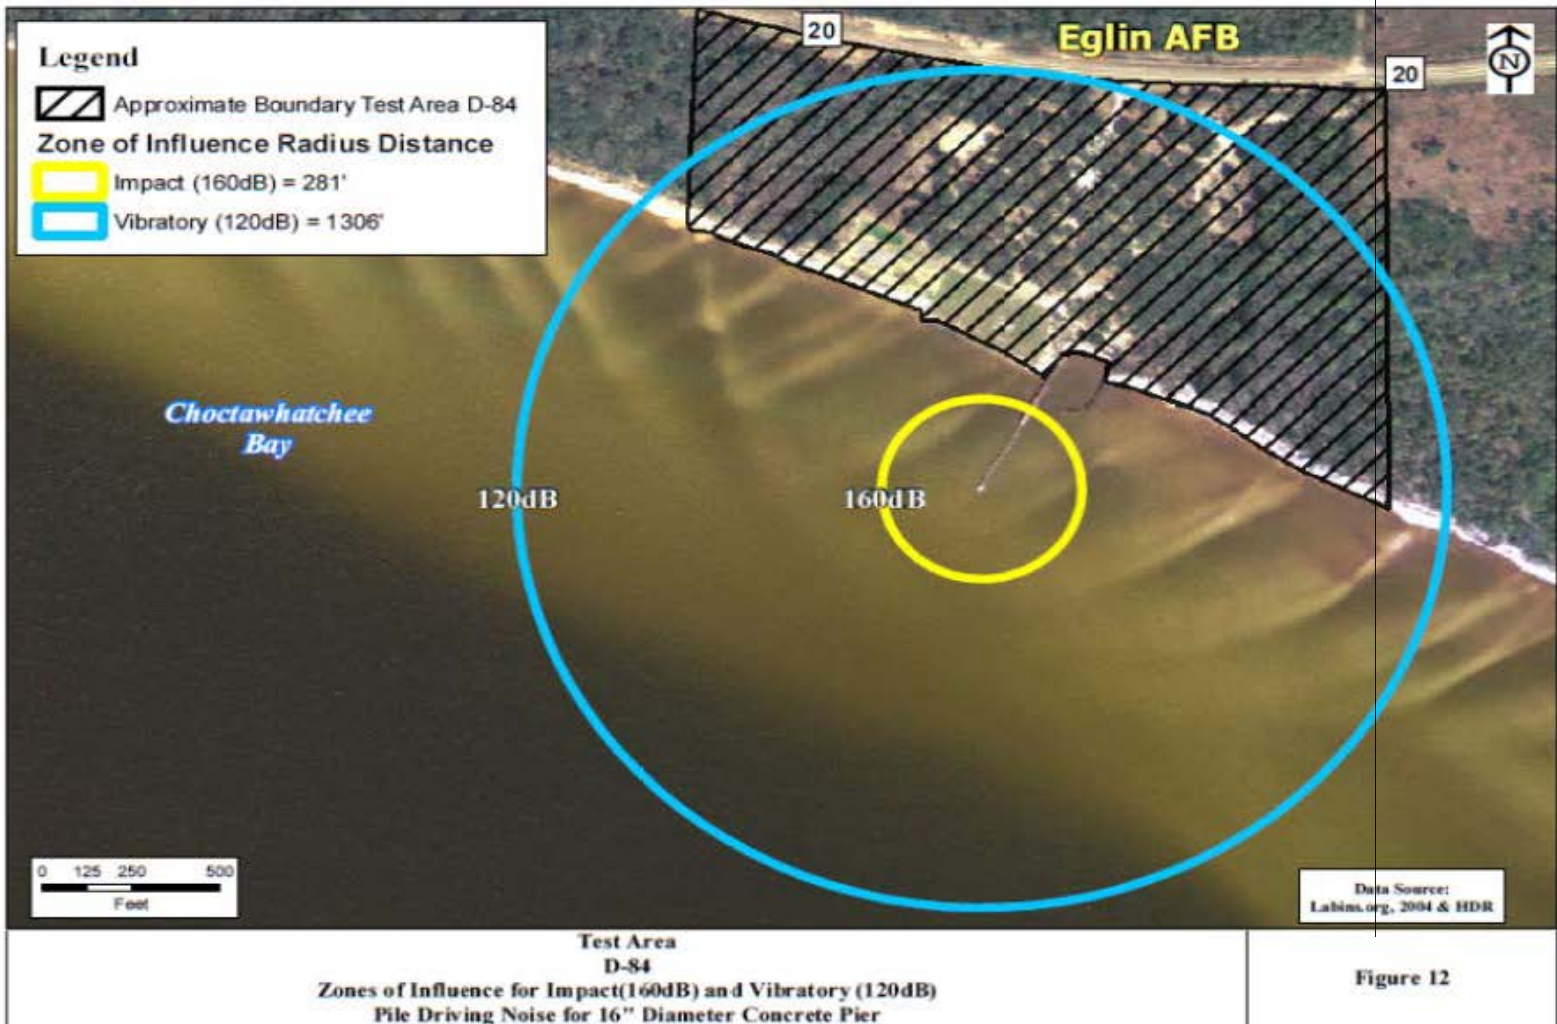 Legend
Approximate Boundary Test Area D-84
Zone of Influence Radius Distance
Impact (160dB) = 281'
Vibratory (120dB) = 1306'
20
Eglin AFB
20
N
Choctawhatchee
Bay
120dB
160dB
0 125 250 500
Feet
Data Source:
Labins.org, 2004 & HDR
Test Area
D-84
Zones of Influence for Impact(160dB) and Vibratory (120dB)
Pile Driving Noise for 16" Diameter Concrete Pier
Figure 12